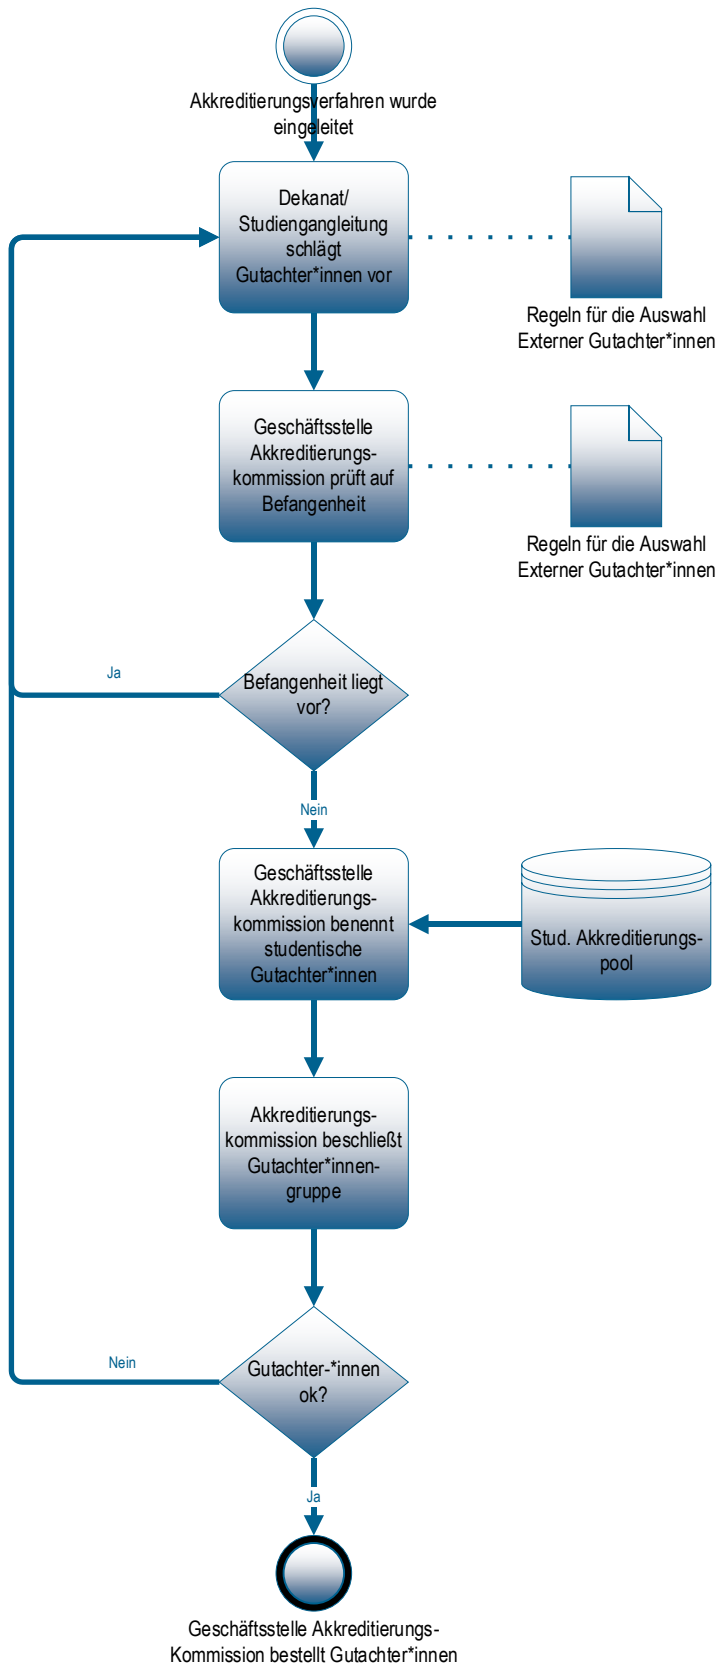 Akkreditierungsverfahren wurde
eingeleitet
Dekanat/
Studiengangleitung
schlägt
Gutachter*innen vor
Regeln für die Auswahl
Externer Gutachter*innen
Geschäftsstelle
Akkreditierungs-
kommission prüft auf
Befangenheit
Regeln für die Auswahl
Externer Gutachter*innen
Ja
Befangenheit liegt
vor?
Nein
Geschäftsstelle
Akkreditierungs-
kommission benennt
studentische
Gutachter*innen
Stud. Akkreditierungs-
pool
Akkreditierungs-
kommission beschließt
Gutachter*innen-
gruppe
Nein
Gutachter-*innen
ok?
Ja
Geschäftsstelle Akkreditierungs-
Kommission bestellt Gutachter*innen